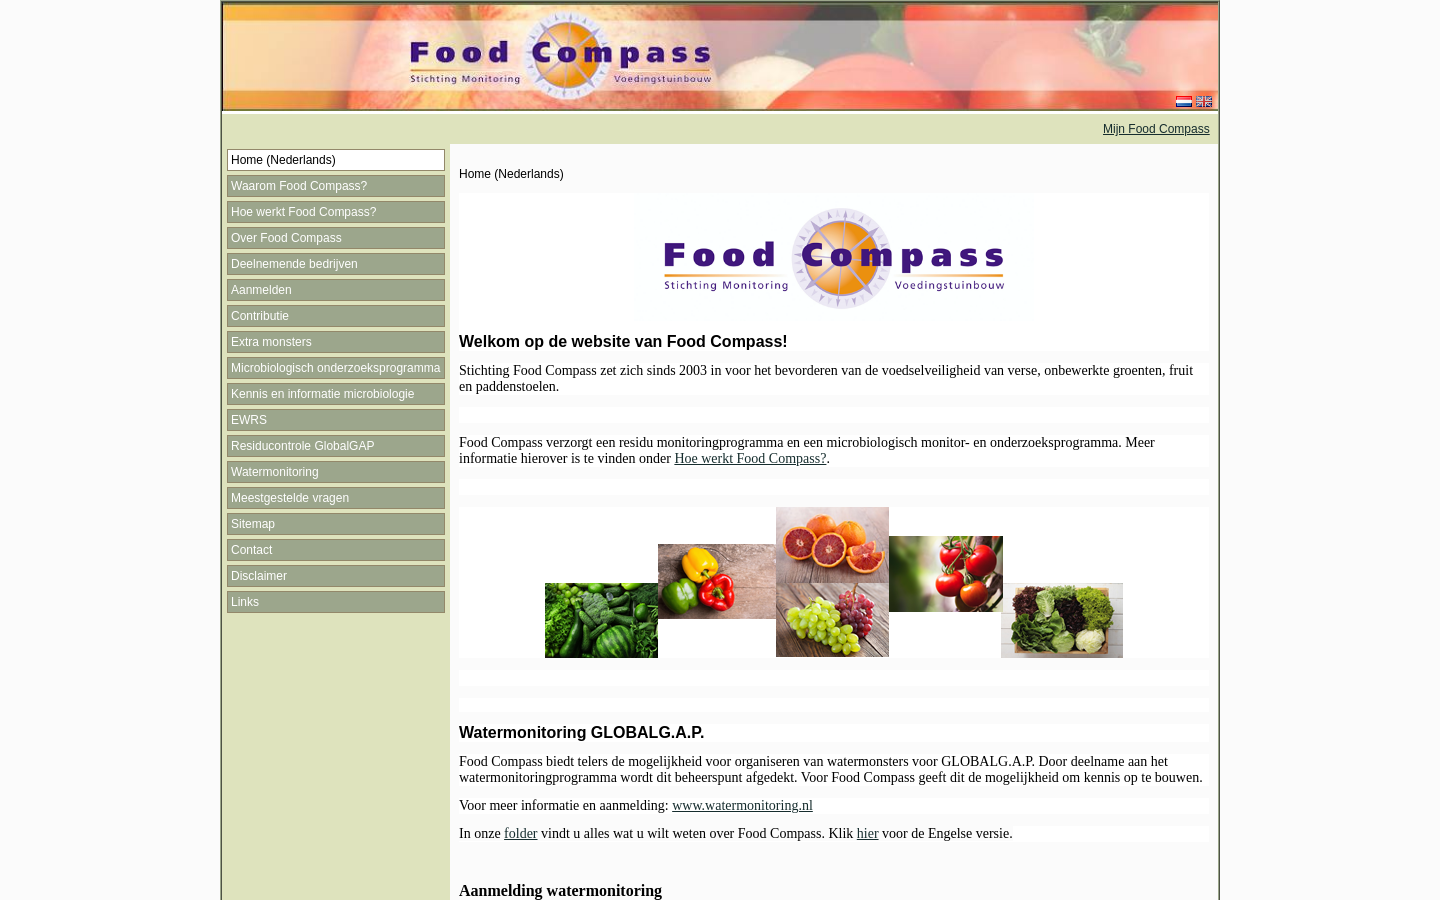 Food Compass
Stichting Monitoring Voedingstuinbouw
Mijn Food Compass
Home (Nederlands)
Waarom Food Compass?
Hoe werkt Food Compass?
Over Food Compass
Deelnemende bedrijven
Aanmelden
Contributie
Extra monsters
Microbiologisch onderzoeksprogramma
Kennis en informatie microbiologie
EWRS
Residucontrole GlobalGAP
Watermonitoring
Meestgestelde vragen
Sitemap
Contact
Disclaimer
Links
Home (Nederlands)
Food Compass
Stichting Monitoring Voedingstuinbouw
Welkom op de website van Food Compass!
Stichting Food Compass zet zich sinds 2003 in voor het bevorderen van de voedselveiligheid van verse, onbewerkte groenten, fruit
en paddenstoelen.
Food Compass verzorgt een residu monitoringprogramma en een microbiologisch monitor- en onderzoeksprogramma. Meer
informatie hierover is te vinden onder Hoe werkt Food Compass?.
Watermonitoring GLOBALG.A.P.
Food Compass biedt telers de mogelijkheid voor organiseren van watermonsters voor GLOBALG.A.P. Door deelname aan het
watermonitoringprogramma wordt dit beheerspunt afgedekt. Voor Food Compass geeft dit de mogelijkheid om kennis op te bouwen.
Voor meer informatie en aanmelding: www.watermonitoring.nl
In onze folder vindt u alles wat u wilt weten over Food Compass. Klik hier voor de Engelse versie.
Aanmelding watermonitoring